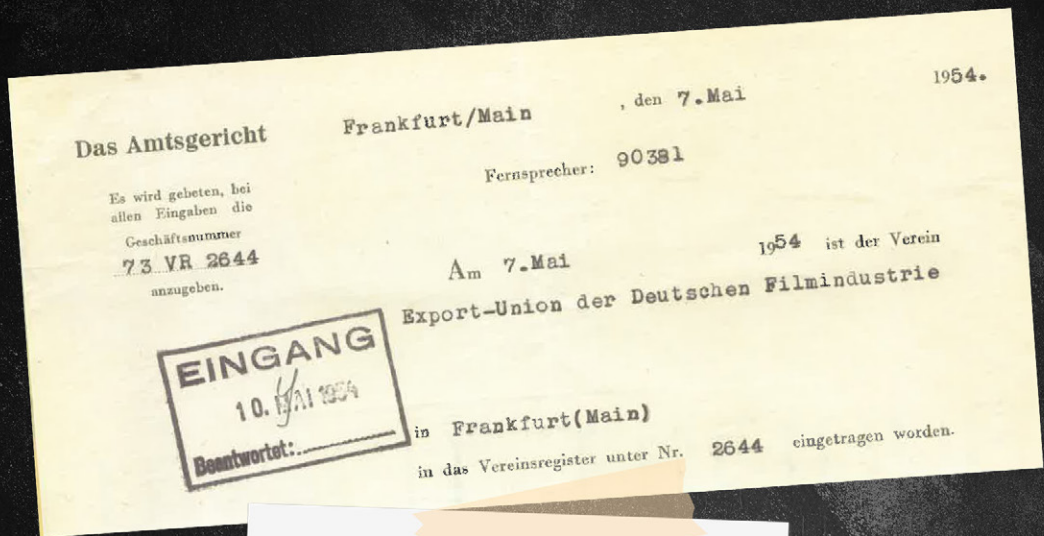 Das Amtsgericht
Frankfurt/Main , den 7.Mai 1954.
Fernsprecher: 90381
Es wird gebeten, bei
allen Eingaben die
Geschäftsnummer
73 VR 2644
anzugeben.
Am 7.Mai 1954 ist der Verein
Export-Union der Deutschen Filmindustrie
EINGANG
10. MAI 1954
Beantwortet:
in Frankfurt(Main)
in das Vereinsregister unter Nr. 2644 eingetragen worden.